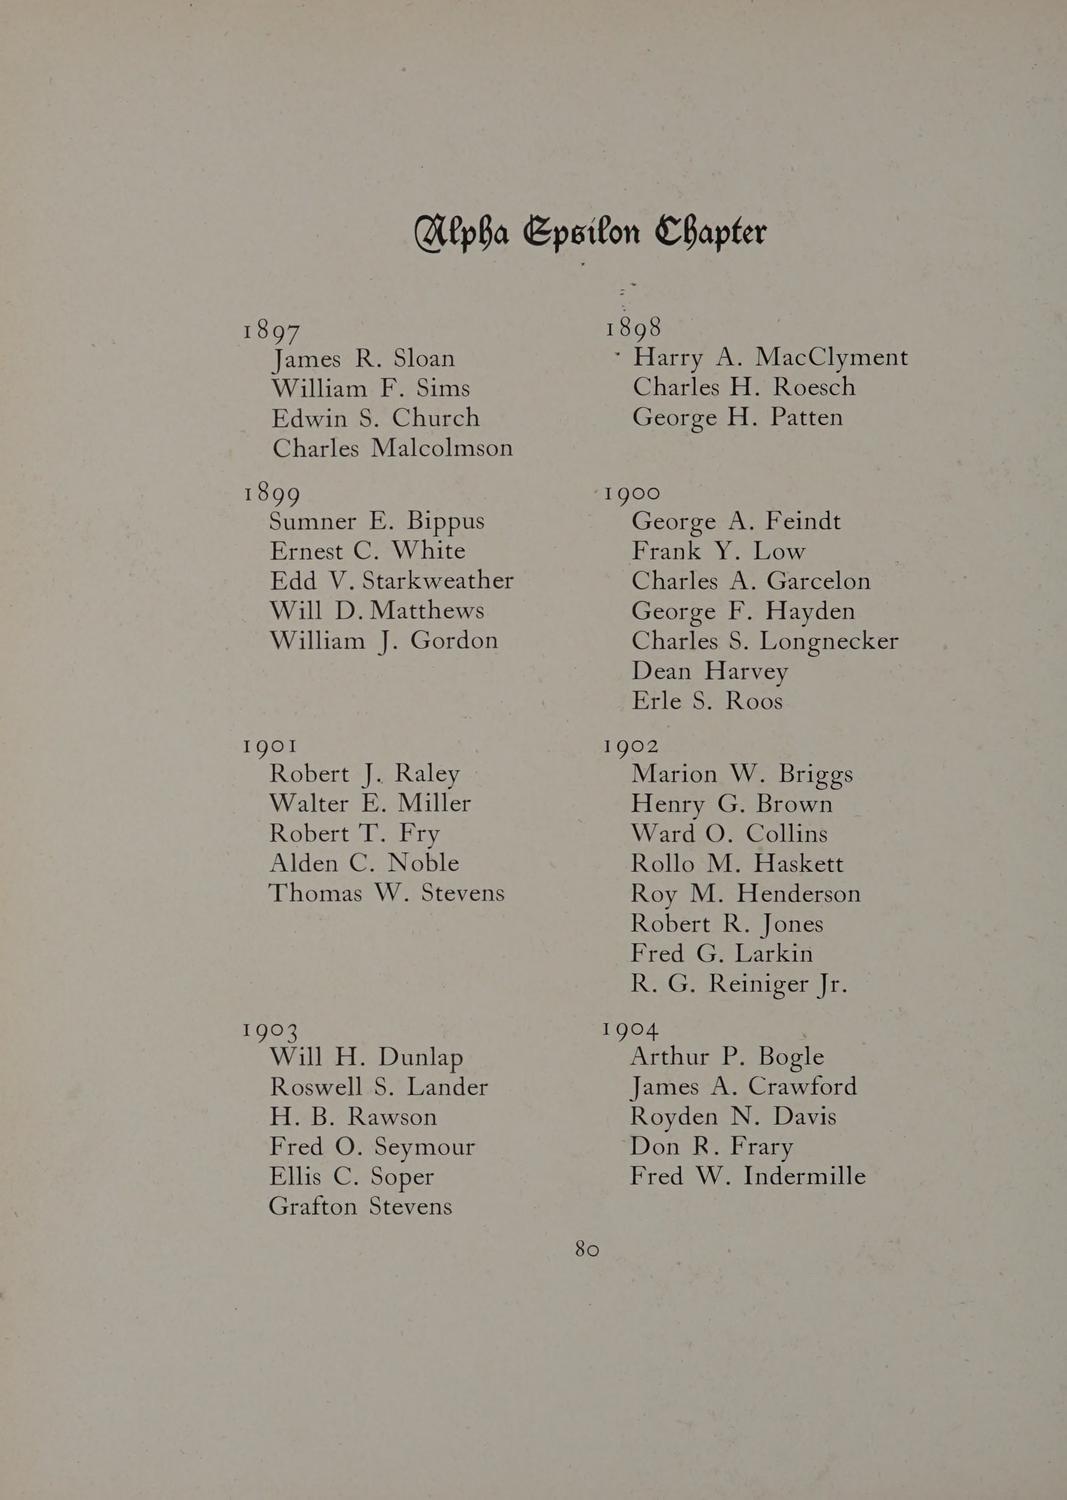 Alpha Epsilon Chapter
1897
James R. Sloan
William F. Sims
Edwin S. Church
Charles Malcolmson
1898
Harry A. MacClyment
Charles H. Roesch
George H. Patten
1899
Sumner E. Bippus
Ernest C. White
Edd V. Starkweather
Will D. Matthews
William J. Gordon
1900
George A. Feindt
Frank Y. Low
Charles A. Garcelon
George F. Hayden
Charles S. Longnecker
Dean Harvey
Erle S. Roos
1901
Robert J. Raley
Walter E. Miller
Robert T. Fry
Alden C. Noble
Thomas W. Stevens
1902
Marion W. Briggs
Henry G. Brown
Ward O. Collins
Rollo M. Haskett
Roy M. Henderson
Robert R. Jones
Fred G. Larkin
R. G. Reiniger Jr.
1903
Will H. Dunlap
Roswell S. Lander
H. B. Rawson
Fred O. Seymour
Ellis C. Soper
Grafton Stevens
1904
Arthur P. Bogle
James A. Crawford
Royden N. Davis
Don R. Frary
Fred W. Indermille
80